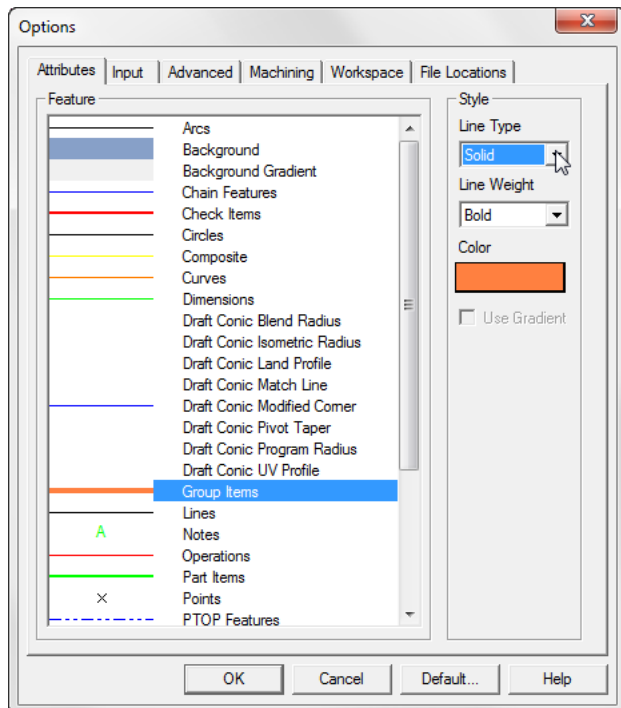 Options
Attributes Input Advanced Machining Workspace File Locations
Feature
Arcs
Background
Background Gradient
Chain Features
Check Items
Circles
Composite
Curves
Dimensions
Draft Conic Blend Radius
Draft Conic Isometric Radius
Draft Conic Land Profile
Draft Conic Match Line
Draft Conic Modified Corner
Draft Conic Pivot Taper
Draft Conic Program Radius
Draft Conic UV Profile
Group Items
Lines
A Notes
Operations
Part Items
Points
PTOP Features
Style
Line Type
Solid
Line Weight
Bold
Color
Use Gradient
OK Cancel Default... Help